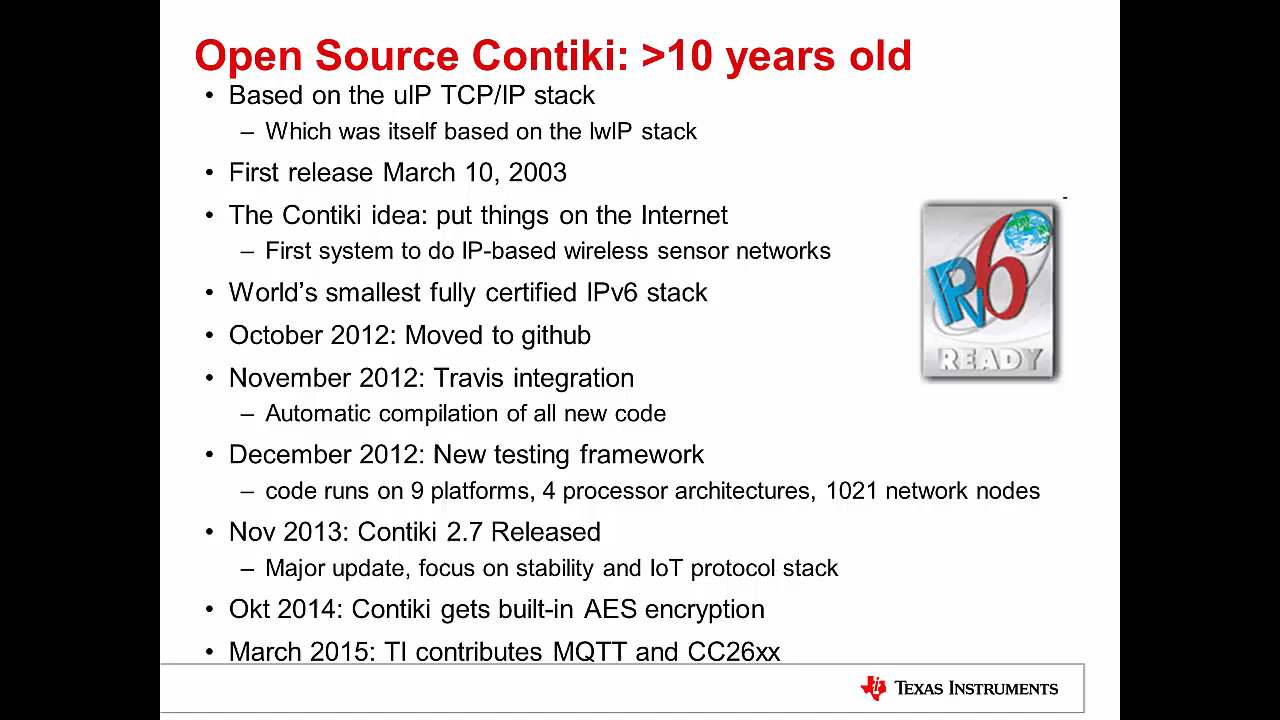 Open Source Contiki: >10 years old
• Based on the uIP TCP/IP stack
– Which was itself based on the lwIP stack
• First release March 10, 2003
• The Contiki idea: put things on the Internet
– First system to do IP-based wireless sensor networks
• World’s smallest fully certified IPv6 stack
• October 2012: Moved to github
• November 2012: Travis integration
– Automatic compilation of all new code
• December 2012: New testing framework
– code runs on 9 platforms, 4 processor architectures, 1021 network nodes
• Nov 2013: Contiki 2.7 Released
– Major update, focus on stability and IoT protocol stack
• Okt 2014: Contiki gets built-in AES encryption
• March 2015: TI contributes MQTT and CC26xx
IPv6
READY
TEXAS INSTRUMENTS